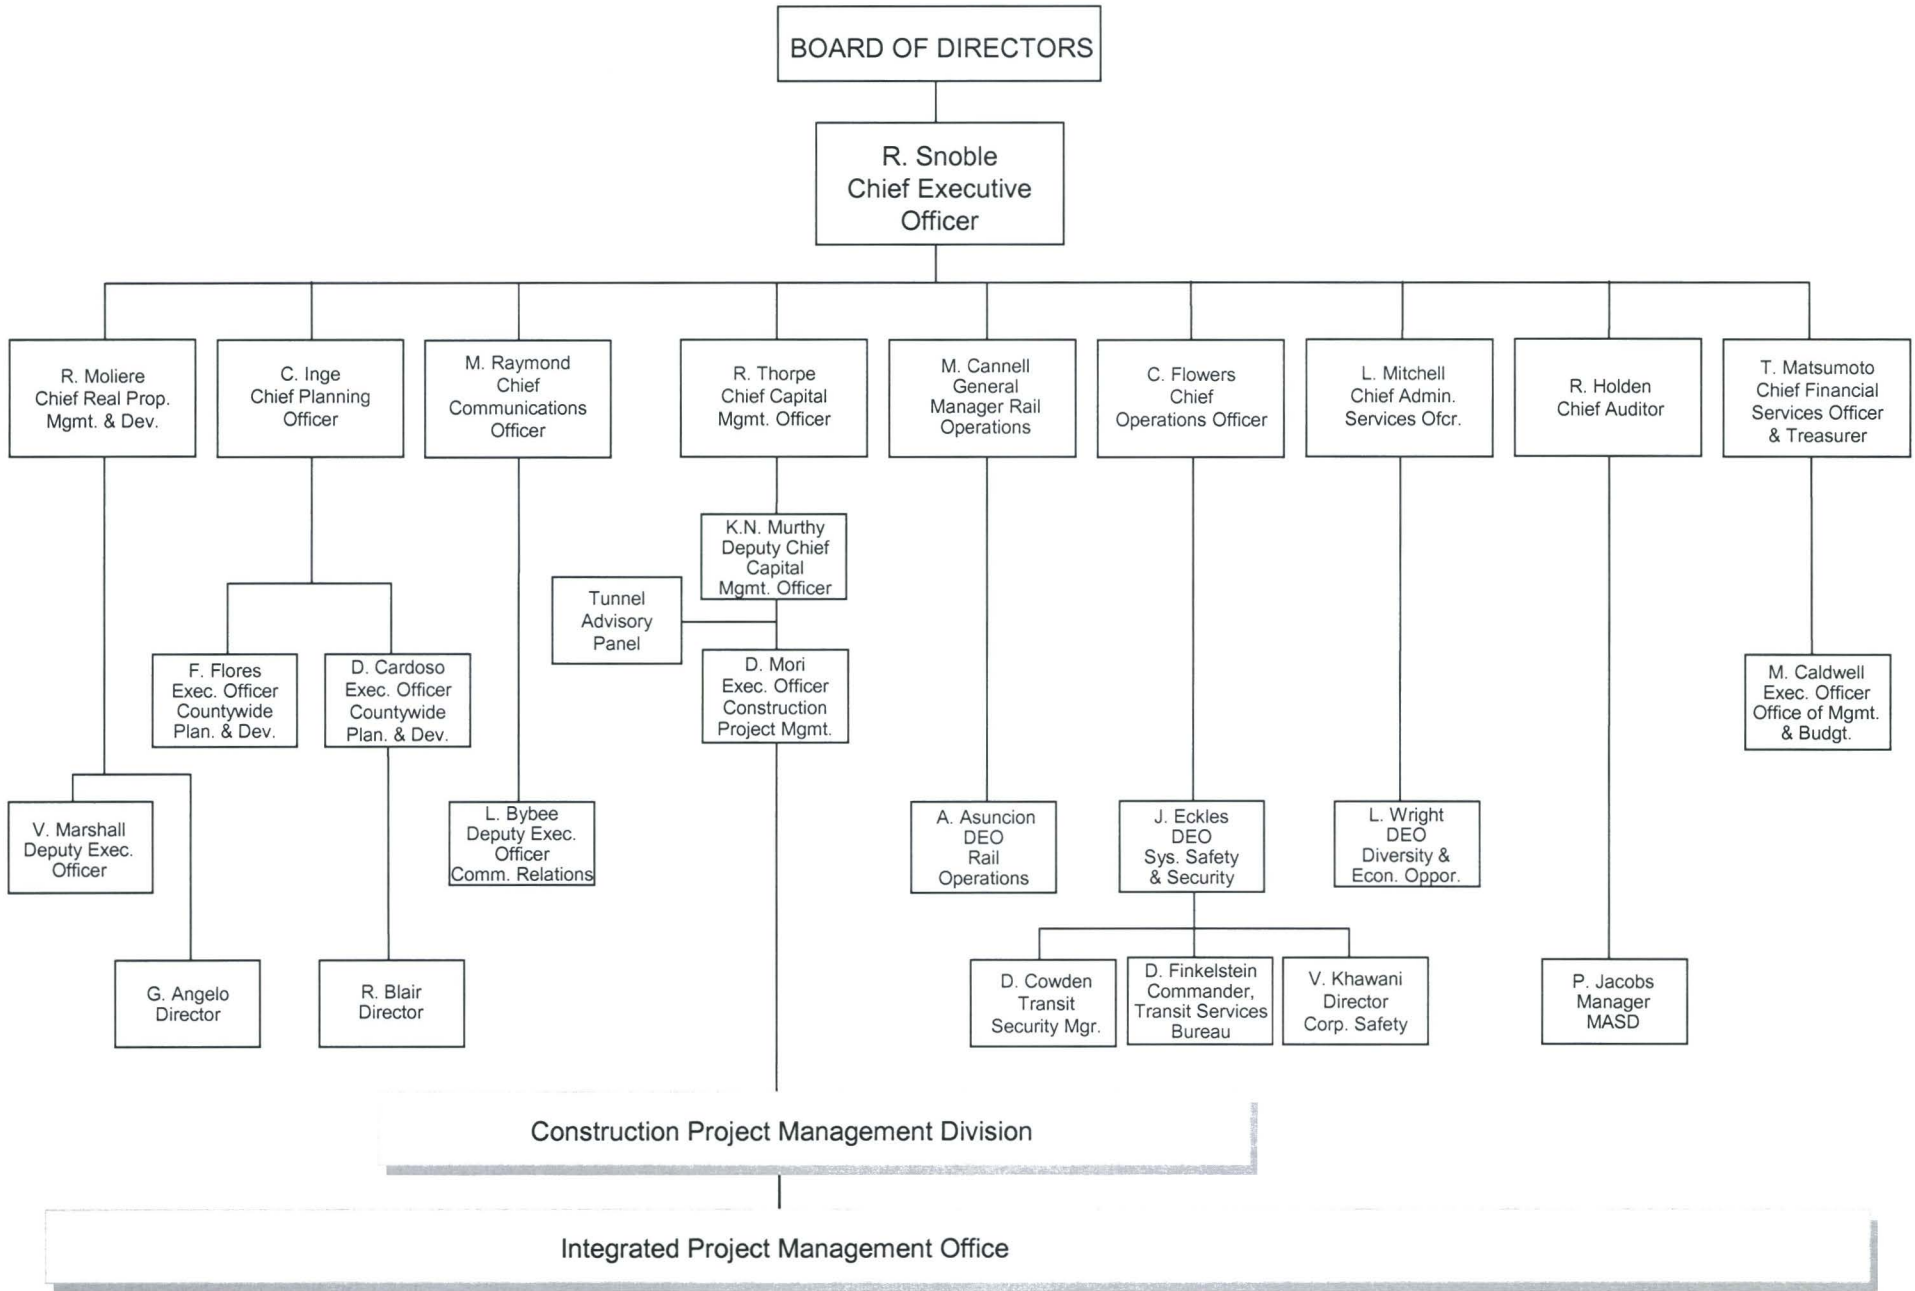 BOARD OF DIRECTORS
R. Snoble
Chief Executive
Officer
R. Moliere
Chief Real Prop.
Mgmt. & Dev.
C. Inge
Chief Planning
Officer
M. Raymond
Chief
Communications
Officer
R. Thorpe
Chief Capital
Mgmt. Officer
M. Cannell
General
Manager Rail
Operations
C. Flowers
Chief
Operations Officer
L. Mitchell
Chief Admin.
Services Ofcr.
R. Holden
Chief Auditor
T. Matsumoto
Chief Financial
Services Officer
& Treasurer
K.N. Murthy
Deputy Chief
Capital
Mgmt. Officer
Tunnel
Advisory
Panel
F. Flores
Exec. Officer
Countywide
Plan. & Dev.
D. Cardoso
Exec. Officer
Countywide
Plan. & Dev.
D. Mori
Exec. Officer
Construction
Project Mgmt.
M. Caldwell
Exec. Officer
Office of Mgmt.
& Budgt.
V. Marshall
Deputy Exec.
Officer
L. Bybee
Deputy Exec.
Officer
Comm. Relations
A. Asuncion
DEO
Rail
Operations
J. Eckles
DEO
Sys. Safety
& Security
L. Wright
DEO
Diversity &
Econ. Oppor.
G. Angelo
Director
R. Blair
Director
D. Cowden
Transit
Security Mgr.
D. Finkelstein
Commander,
Transit Services
Bureau
V. Khawani
Director
Corp. Safety
P. Jacobs
Manager
MASD
Construction Project Management Division
Integrated Project Management Office